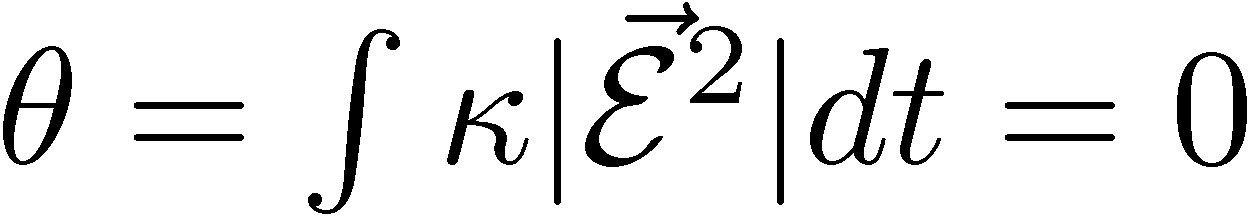 θ = ∫ κ|\vec{ℰ}²|dt = 0